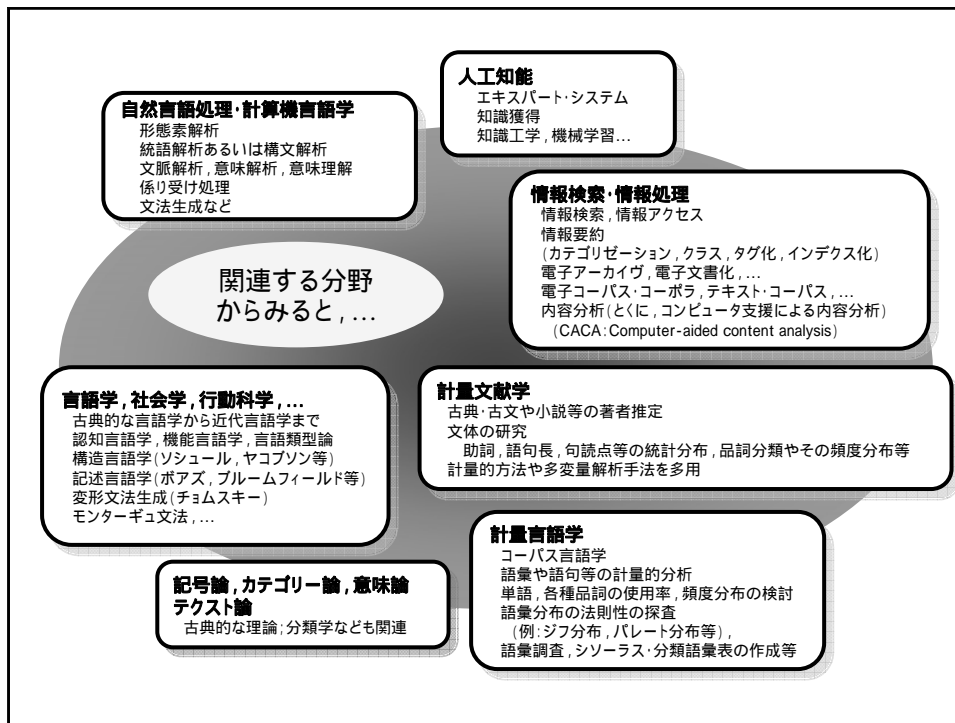 人工知能
エキスパート・システム
知識獲得
知識工学，機械学習…
自然言語処理・計算機言語学
形態素解析
統語解析あるいは構文解析
文脈解析，意味解析，意味理解
係り受け処理
文法生成など
情報検索・情報処理
情報検索，情報アクセス
情報要約
(カテゴリゼーション，クラス，タグ化，インデクス化)
電子アーカイヴ，電子文書化，…
電子コーパス・コーポラ，テキスト・コーパス，…
内容分析(とくに，コンピュータ支援による内容分析)
(CACA：Computer-aided content analysis)
関連する分野
からみると，…
言語学，社会学，行動科学，…
古典的な言語学から近代言語学まで
認知言語学，機能言語学，言語類型論
構造言語学(ソシュール，ヤコブソン等)
記述言語学(ボアズ，ブルームフィールド等)
変形文法生成(チョムスキー)
モンターギュ文法，…
計量文献学
古典・古文や小説等の著者推定
文体の研究
助詞，語句長，句読点等の統計分布，品詞分類やその頻度分布等
計量的方法や多変量解析手法を多用
計量言語学
コーパス言語学
語彙や語句等の計量的分析
単語，各種品詞の使用率，頻度分布の検討
語彙分布の法則性の探査
(例：ジフ分布，パレート分布等)，
語彙調査，シソーラス・分類語彙表の作成等
記号論，カテゴリー論，意味論
テクスト論
古典的な理論；分類学なども関連